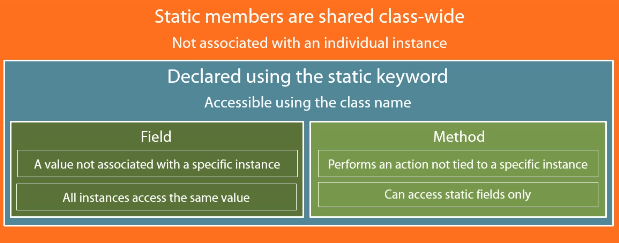 Static members are shared class-wide
Not associated with an individual instance
Declared using the static keyword
Accessible using the class name
Field
A value not associated with a specific instance
All instances access the same value
Method
Performs an action not tied to a specific instance
Can access static fields only